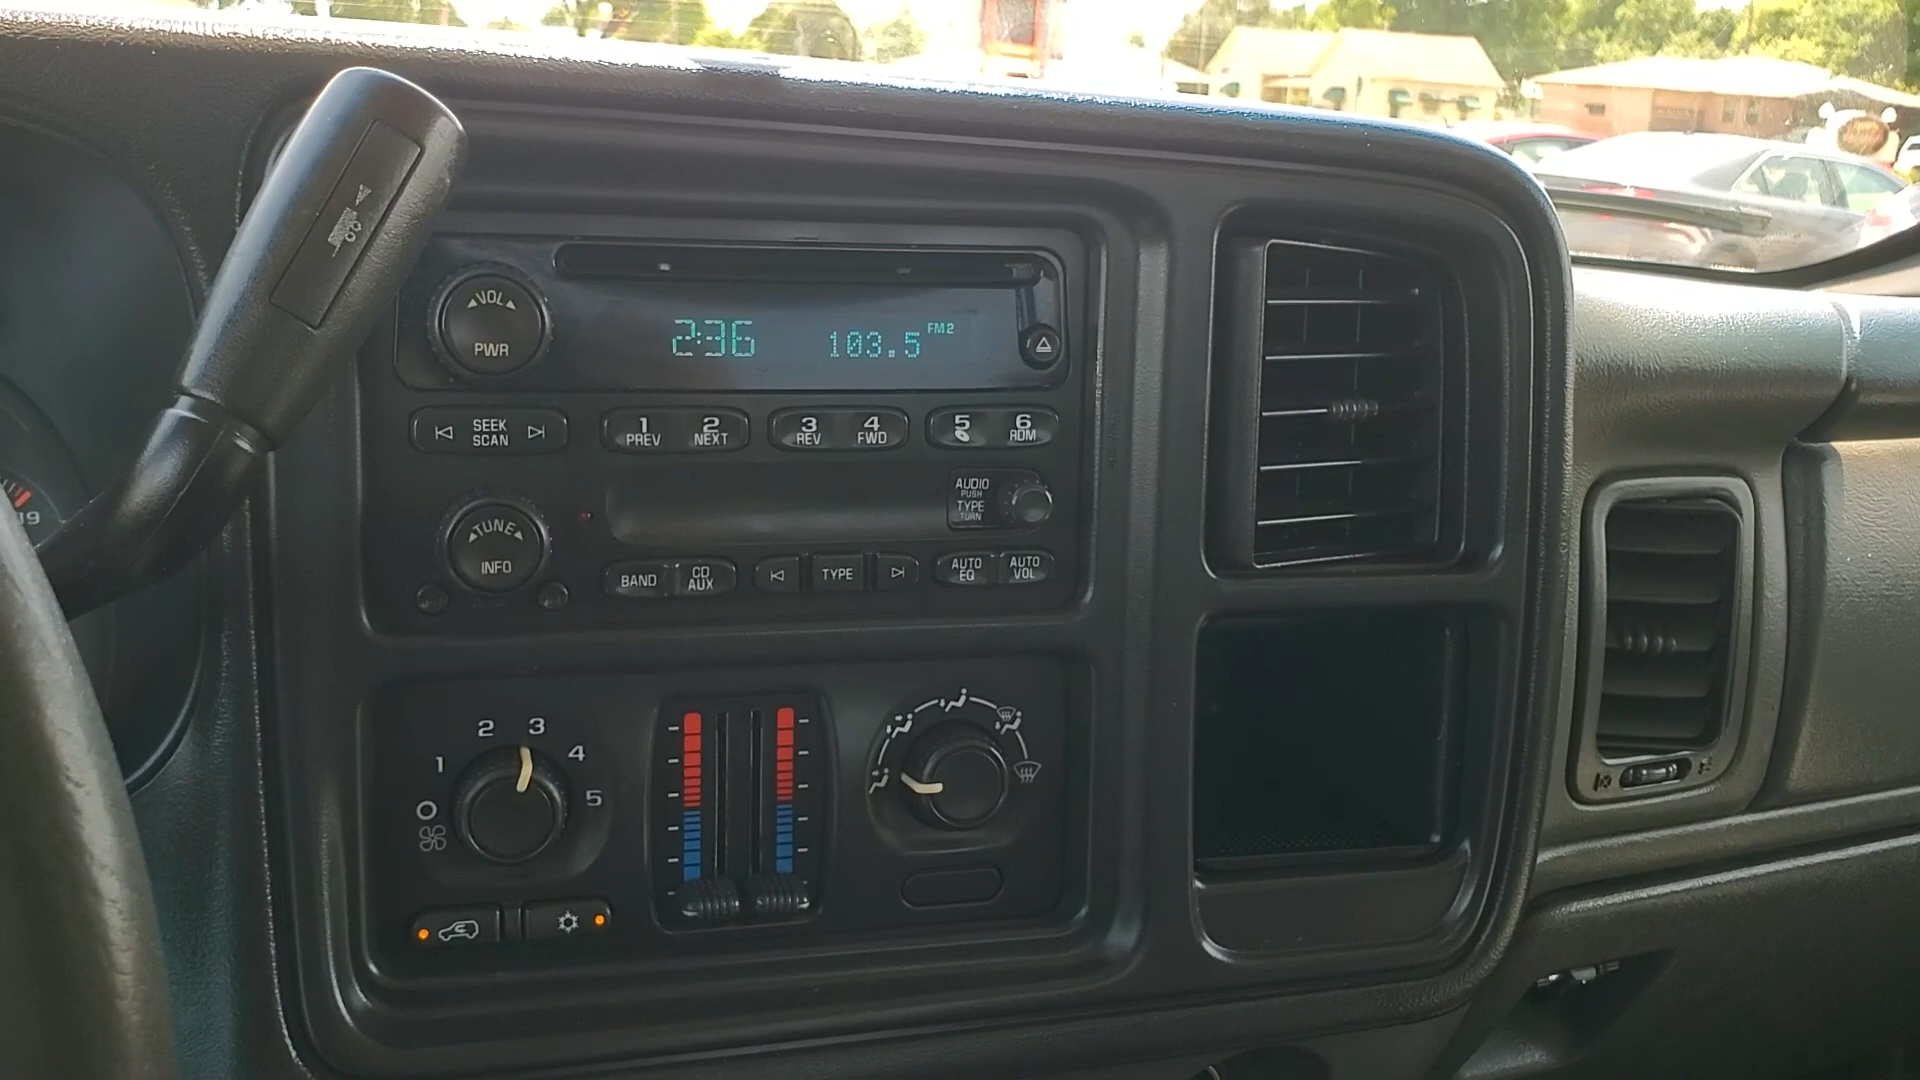 VOL
PWR
2:36 103.5 FM2
SEEK
SCAN
1
PREV
2
NEXT
3
REV
4
FWD
5
6
RDM
AUDIO
PUSH
TYPE
TURN
TUNE
INFO
BAND
CD
AUX
TYPE
AUTO
EQ
AUTO
VOL
19
1 2 3 4 5